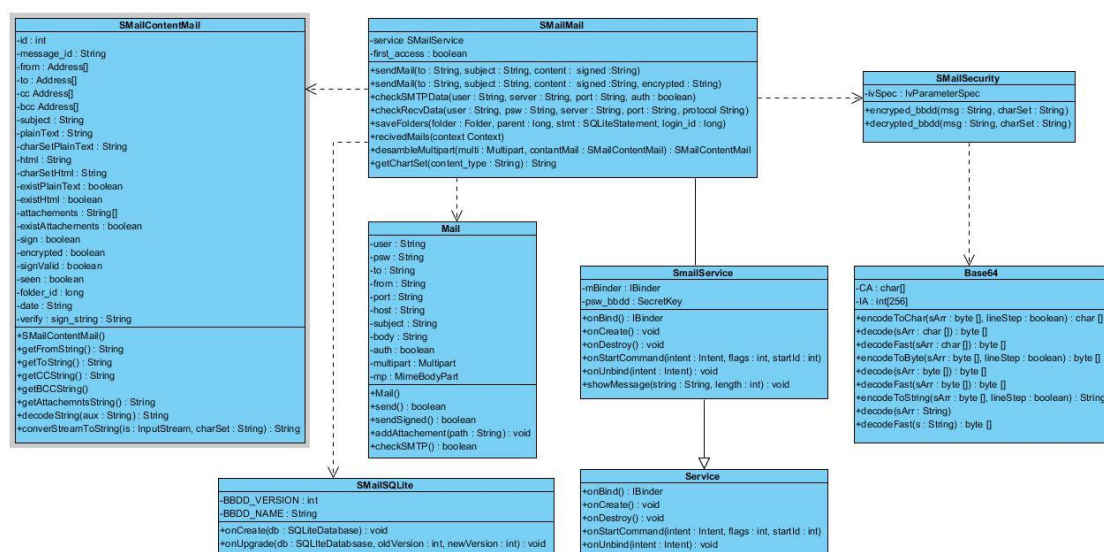 SMailContentMail
-id : int
-message_id : String
-from : Address[]
-to : Address[]
-cc Address[]
-bcc Address[]
-subject : String
-plainText : String
-charSetPlainText : String
-html : String
-charSetHtml : String
-existPlainText : boolean
-existHtml : boolean
-attachements : String[]
-existAttachements : boolean
-sign : boolean
-encrypted : boolean
-signValid : boolean
-seen : boolean
-folder_id : long
-date : String
-verify : sign_string : String
+SMailContentMail()
+getFromString() : String
+getToString() : String
+getCCString() : String
+getBCCString()
+getAttachemntsString() : String
+decodeString(aux : String) : String
+converStreamToString(is : InputStream, charSet : String) : String
SMailMail
-service SMailService
-first_access : boolean
+sendMail(to : String, subject : String, content : signed :String)
+sendMail(to : String, subject : String, content : signed :String, encrypted : String)
+checkSMTPData(user : String, server : String, port : String, auth : boolean)
+checkRecvData(user : String, psw : String, server : String, port : String, protocol String)
+saveFolders(folder : Folder, parent : long, stmt : SQLiteStatement, login_id : long)
+recivedMails(context Context)
+desambleMultipart(multi : Multipart, contantMail : SMailContentMail) : SMailContentMail
+getChartSet(content_type : String) : String
SMailSecurity
-ivSpec : IvParameterSpec
+encryped_bbdd(msg : String, charSet : String)
+decrypted_bbdd(msg : String, charSet : String)
Mail
-user : String
-psw : String
-to : String
-from : String
-port : String
-host : String
-subject : String
-body : String
-auth : boolean
-multipart : Multipart
-mp : MimeBodyPart
+Mail()
+send() : boolean
+sendSigned() : boolean
+addAttachement(path : String) : void
+checkSMTP() : boolean
SmailService
-mBinder : IBinder
-psw_bbdd : SecretKey
+onBind() : IBinder
+onCreate() : void
+onDestroy() : void
+onStartCommand(intent : Intent, flags : int, startId : int)
+onUnbind(intent : Intent) : void
+showMessage(string : String, length : int) : void
Base64
-CA : char[]
-IA : int[256]
+encodeToChar(sArr : byte [], lineStep : boolean) : char []
+decode(sArr : char []) : byte []
+decodeFast(sArr : char []) : byte []
+encodeToByte(sArr : byte [], lineStep : boolean) : byte []
+decode(sArr : byte []) : byte []
+decodeFast(sArr : byte []) : byte []
+encodeToString(sArr : byte [], lineStep : boolean) : String
+decode(sArr : String)
+decodeFast(s : String) : byte []
SMailSQLite
-BBDD_VERSION : int
-BBDD_NAME : String
+onCreate(db : SQLiteDatabase) : void
+onUpgrade(db : SQLIteDatabsase, oldVersion : int, newVersion : int) : void
Service
+onBind() : IBinder
+onCreate() : void
+onDestroy() : void
+onStartCommand(intent : Intent, flags : int, startId : int)
+onUnbind(intent : Intent) : void